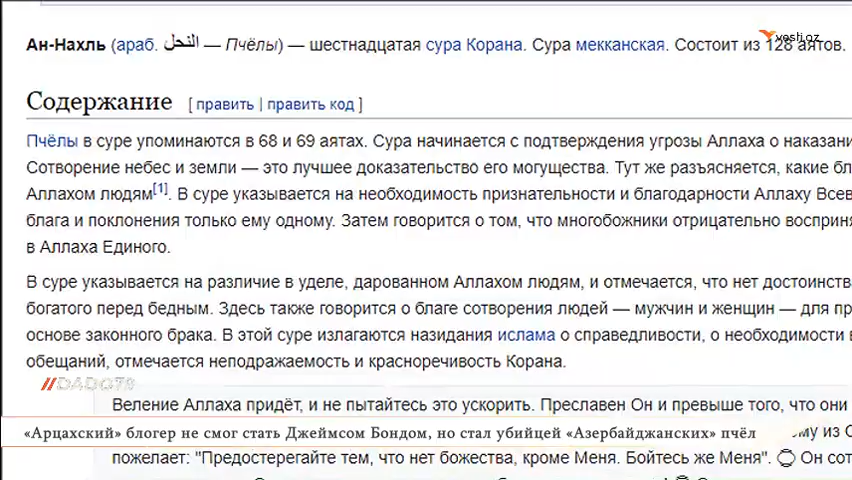 Ан-Нахль (араб. النحل — Пчёлы) — шестнадцатая сура Корана. Сура мекканская. Состоит из 128 аятов.
vesti.az
Содержание [ править | править код ]
Пчёлы в суре упоминаются в 68 и 69 аятах. Сура начинается с подтверждения угрозы Аллаха о наказани
Сотворение небес и земли — это лучшее доказательство его могущества. Тут же разъясняется, какие бл
Аллахом людям[1]. В суре указывается на необходимость признательности и благодарности Аллаху Всев
блага и поклонения только ему одному. Затем говорится о том, что многобожники отрицательно восприн
в Аллаха Единого.
В суре указывается на различие в уделе, дарованном Аллахом людям, и отмечается, что нет достоинств
богатого перед бедным. Здесь также говорится о благе сотворения людей — мужчин и женщин — для пр
основе законного брака. В этой суре излагаются назидания ислама о справедливости, о необходимости в
обещаний, отмечается неподражаемость и красноречивость Корана.
//DADO78
Веление Аллаха придёт, и не пытайтесь это ускорить. Преславен Он и превыше того, что они
«Арцахский» блогер не смог стать Джеймсом Бондом, но стал убийцей «Азербайджанских» пчёл
му из С
пожелает: "Предостерегайте тем, что нет божества, кроме Меня. Бойтесь же Меня". Он сот